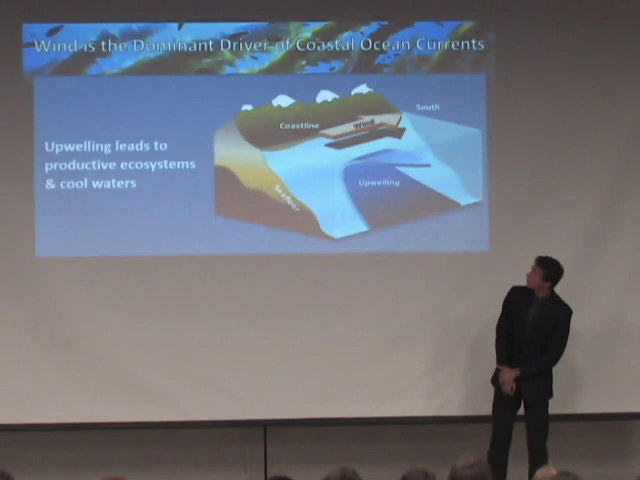 Wind is the Dominant Driver of Coastal Ocean Currents
South
Coastline
Wind
Upwelling leads to
productive ecosystems
& cool waters
Upwelling
Seafloor